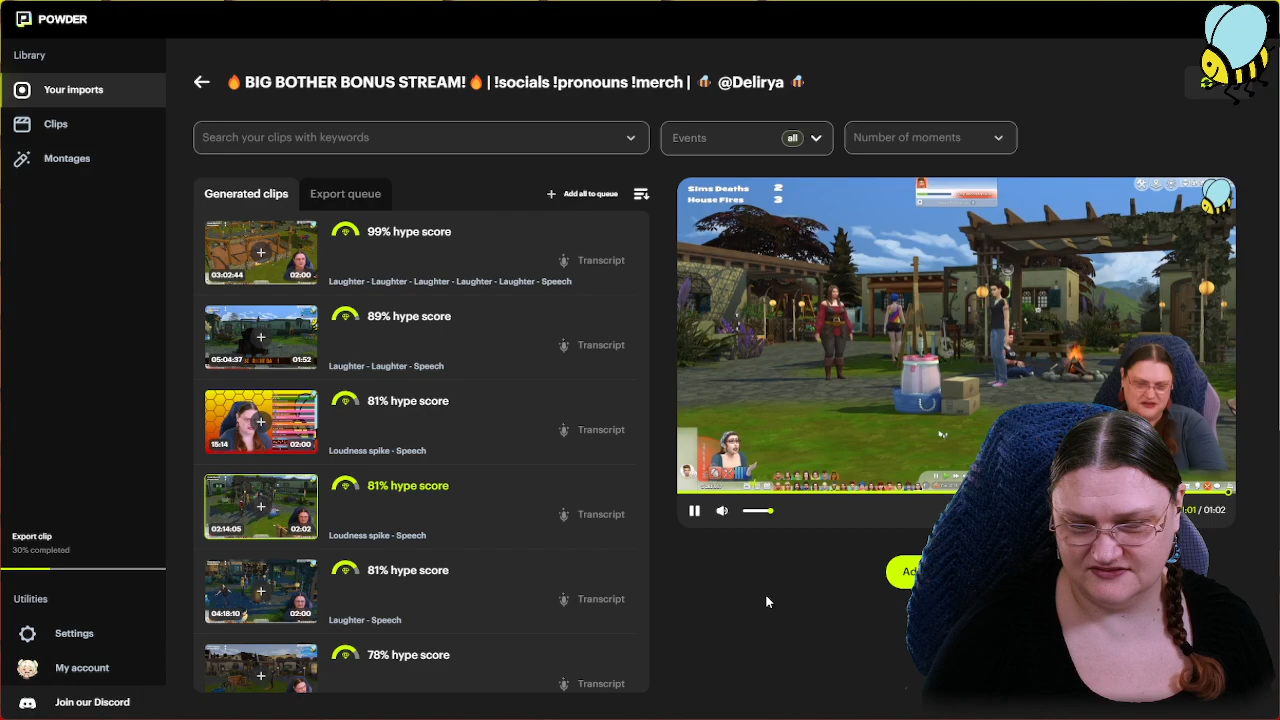 POWDER
Library
Your imports
Clips
Montages
Export clip
30% completed
Utilities
Settings
My account
Join our Discord
🔥 BIG BOTHER BONUS STREAM! 🔥 | !socials !pronouns !merch | 🐝 @Delirya 🐝
Search your clips with keywords
Events
all
Number of moments
Generated clips
Export queue
+ Add all to queue
99% hype score
Transcript
03:02:44
02:00
Laughter - Laughter - Laughter - Laughter - Laughter - Speech
89% hype score
Transcript
05:04:37
01:52
Laughter - Laughter - Speech
81% hype score
Transcript
15:14
02:00
Loudness spike - Speech
81% hype score
Transcript
02:14:05
02:02
Loudness spike - Speech
81% hype score
Transcript
04:18:10
02:00
Laughter - Speech
78% hype score
Transcript
Sims Deaths 2
House Fires 3
:01 / 01:02